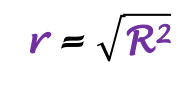 r = √R²